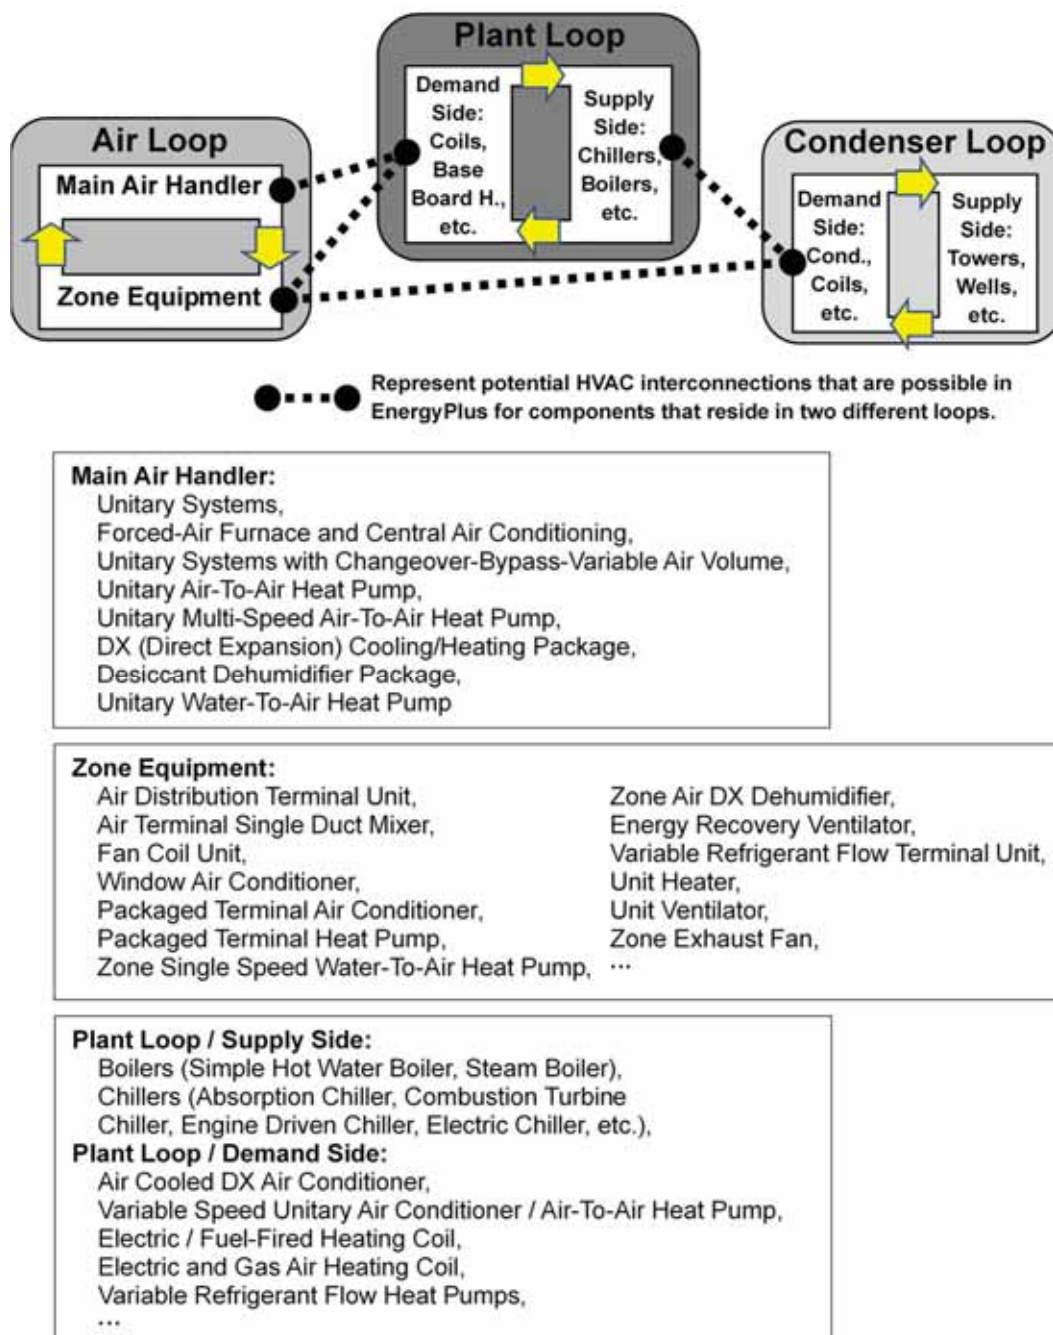 Plant Loop
Demand
Side:
Coils,
Base
Board H.,
etc.
Supply
Side:
Chillers,
Boilers,
etc.
Air Loop
Main Air Handler
Zone Equipment
Condenser Loop
Demand
Side:
Cond.,
Coils,
etc.
Supply
Side:
Towers,
Wells,
etc.
Represent potential HVAC interconnections that are possible in
EnergyPlus for components that reside in two different loops.
Main Air Handler:
Unitary Systems,
Forced-Air Furnace and Central Air Conditioning,
Unitary Systems with Changeover-Bypass-Variable Air Volume,
Unitary Air-To-Air Heat Pump,
Unitary Multi-Speed Air-To-Air Heat Pump,
DX (Direct Expansion) Cooling/Heating Package,
Desiccant Dehumidifier Package,
Unitary Water-To-Air Heat Pump
Zone Equipment:
Air Distribution Terminal Unit,
Air Terminal Single Duct Mixer,
Fan Coil Unit,
Window Air Conditioner,
Packaged Terminal Air Conditioner,
Packaged Terminal Heat Pump,
Zone Single Speed Water-To-Air Heat Pump,
Zone Air DX Dehumidifier,
Energy Recovery Ventilator,
Variable Refrigerant Flow Terminal Unit,
Unit Heater,
Unit Ventilator,
Zone Exhaust Fan,
...
Plant Loop / Supply Side:
Boilers (Simple Hot Water Boiler, Steam Boiler),
Chillers (Absorption Chiller, Combustion Turbine
Chiller, Engine Driven Chiller, Electric Chiller, etc.),
Plant Loop / Demand Side:
Air Cooled DX Air Conditioner,
Variable Speed Unitary Air Conditioner / Air-To-Air Heat Pump,
Electric / Fuel-Fired Heating Coil,
Electric and Gas Air Heating Coil,
Variable Refrigerant Flow Heat Pumps,
...